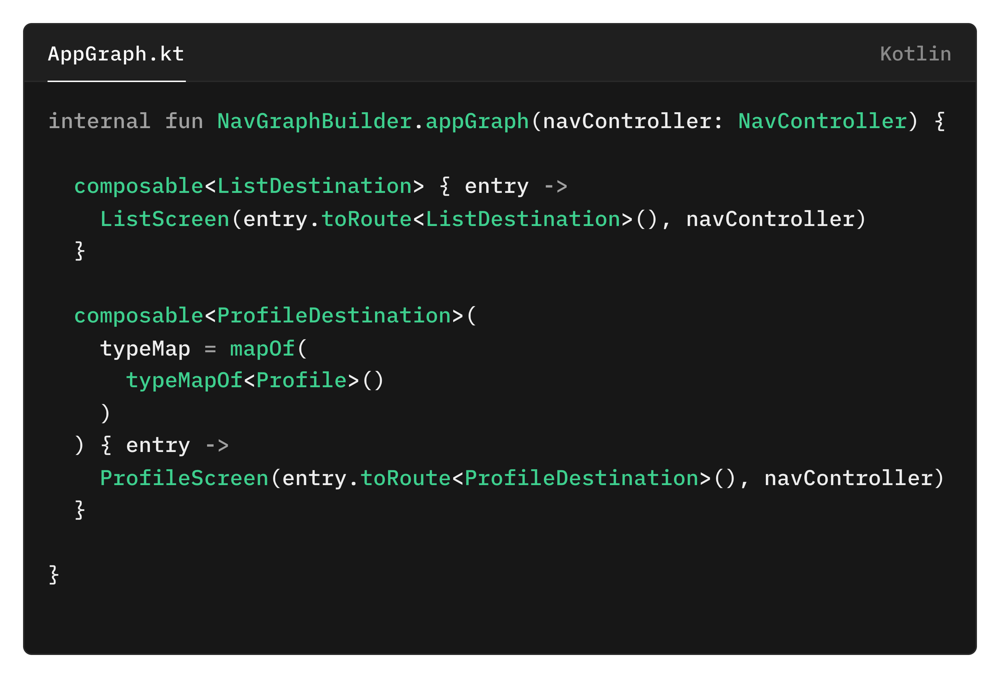 AppGraph.kt
Kotlin
internal fun NavGraphBuilder.appGraph(navController: NavController) {
  composable<ListDestination> { entry ->
    ListScreen(entry.toRoute<ListDestination>(), navController)
  }
  composable<ProfileDestination>(
    typeMap = mapOf(
      typeMapOf<Profile>()
    )
  ) { entry ->
    ProfileScreen(entry.toRoute<ProfileDestination>(), navController)
  }
}